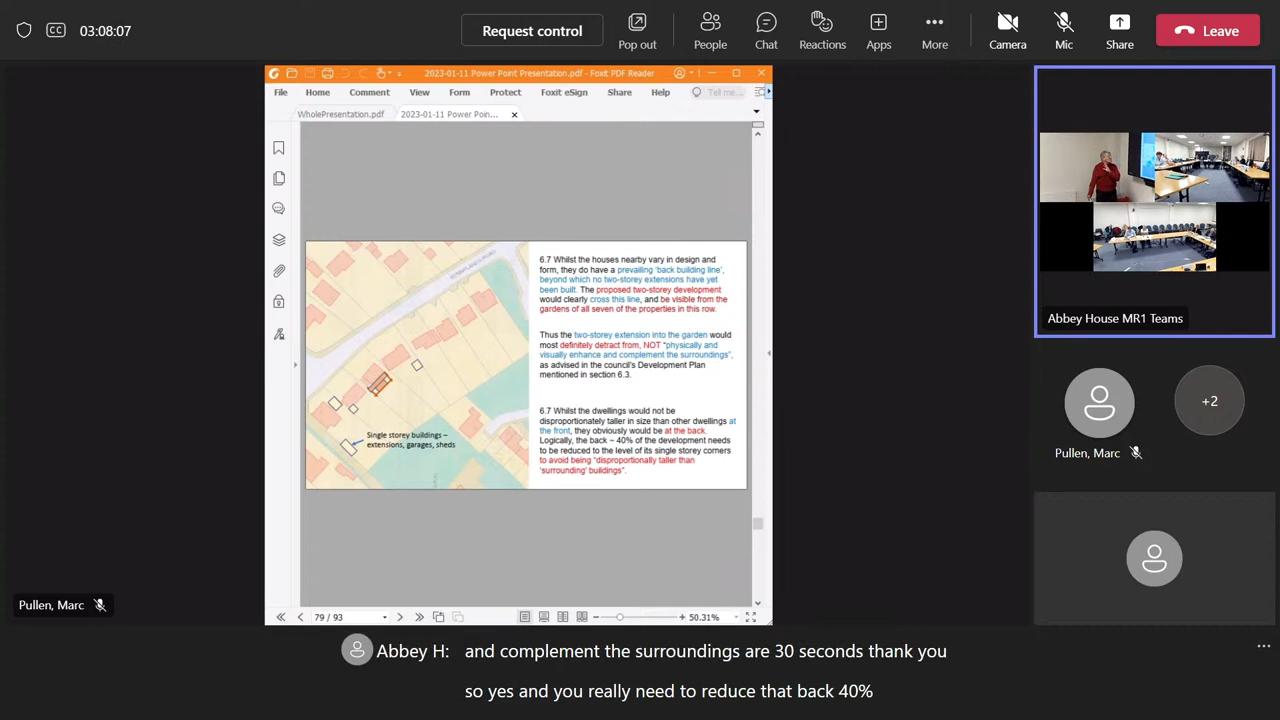 CC
03:08:07
Request control
Pop out
People
Chat
Reactions
Apps
More
Camera
Mic
Share
Leave
2023-01-11 Power Point Presentation.pdf - Foxit PDF Reader
File
Home
Comment
View
Form
Protect
Foxit eSign
Share
Help
Tell me...
WholePresentation.pdf
2023-01-11 Power Poin...
6.7 Whilst the houses nearby vary in design and
form, they do have a prevailing 'back building line',
beyond which no two-storey extensions have yet
been built. The proposed two-storey development
would clearly cross this line, and be visible from the
gardens of all seven of the properties in this row.
Thus the two-storey extension into the garden would
most definitely detract from, NOT "physically and
visually enhance and complement the surroundings",
as advised in the council's Development Plan
mentioned in section 6.3.
6.7 Whilst the dwellings would not be
disproportionately taller in size than other dwellings at
the front, they obviously would be at the back.
Logically, the back ~ 40% of the development needs
to be reduced to the level of its single storey corners
to avoid being "disproportionally taller than
'surrounding' buildings".
Single storey buildings –
extensions, garages, sheds
79 / 93
50.31%
Abbey House MR1 Teams
Pullen, Marc
+2
Pullen, Marc
Abbey H:
and complement the surroundings are 30 seconds thank you
so yes and you really need to reduce that back 40%